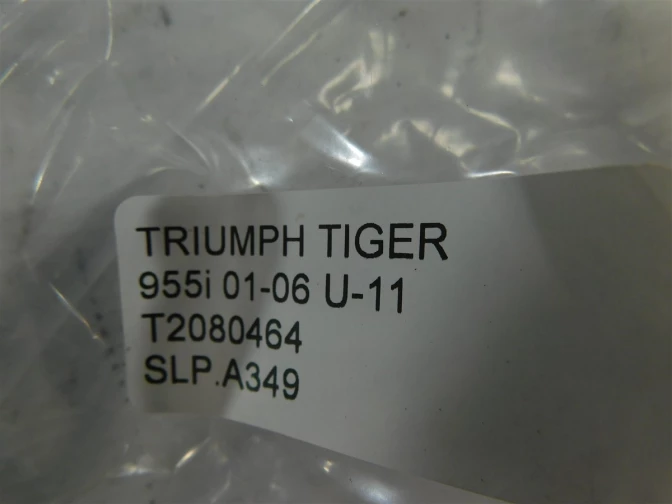 TRIUMPH TIGER
955i 01-06 U-11
T2080464
SLP.A349